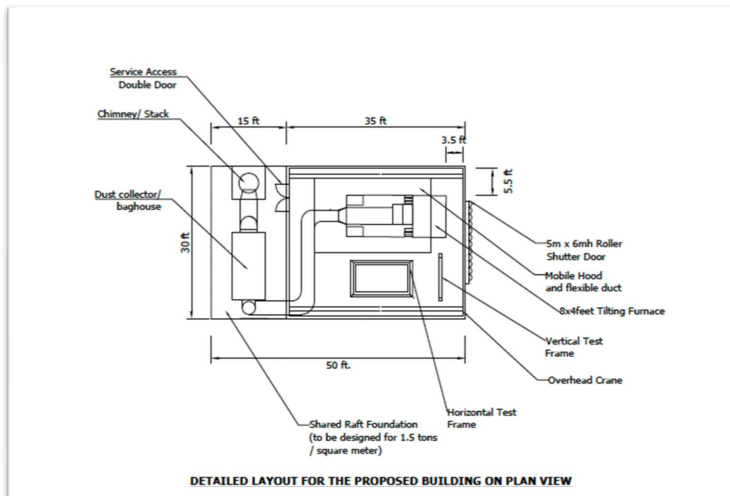 Service Access
Double Door
Chimney/ Stack
15 ft
35 ft
3.5 ft
5.5 ft
Dust collector/
baghouse
30 ft
5m x 6mh Roller
Shutter Door
Mobile Hood
and flexible duct
8x4feet Tilting Furnace
Vertical Test
Frame
50 ft.
Overhead Crane
Horizontal Test
Frame
Shared Raft Foundation
(to be designed for 1.5 tons
/ square meter)
DETAILED LAYOUT FOR THE PROPOSED BUILDING ON PLAN VIEW